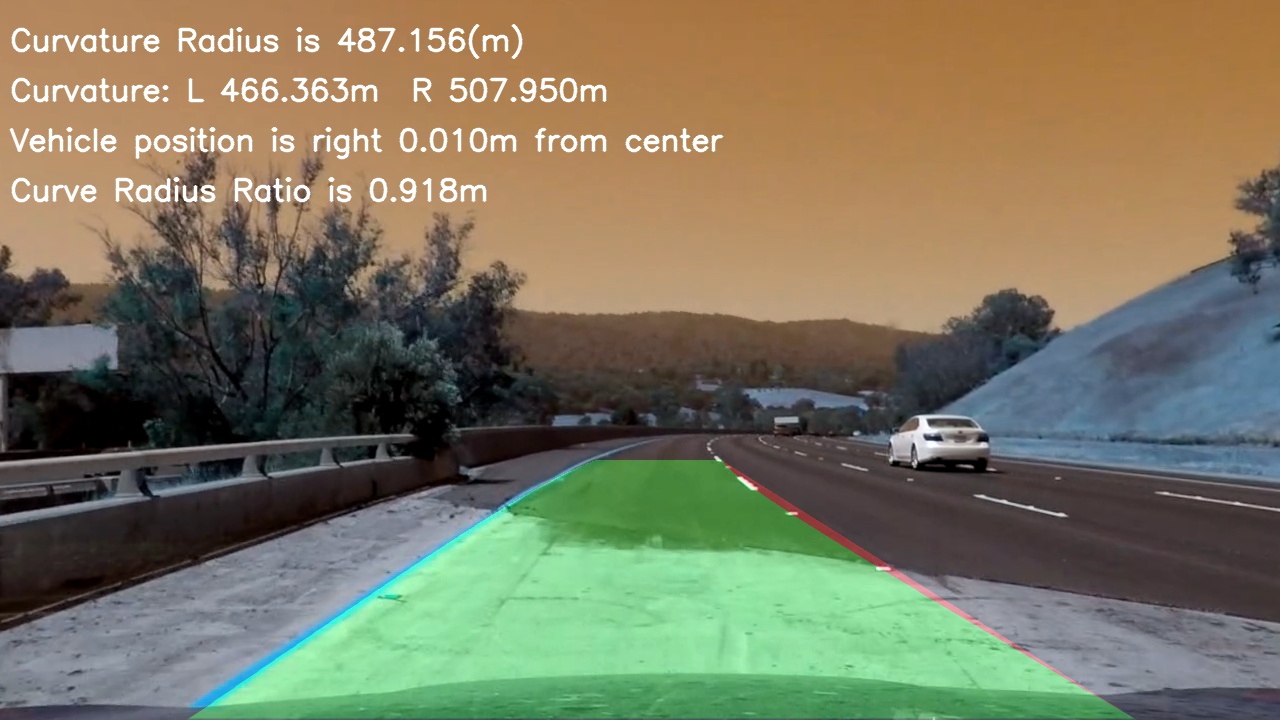 Curvature Radius is 487.156(m)
Curvature: L 466.363m R 507.950m
Vehicle position is right 0.010m from center
Curve Radius Ratio is 0.918m